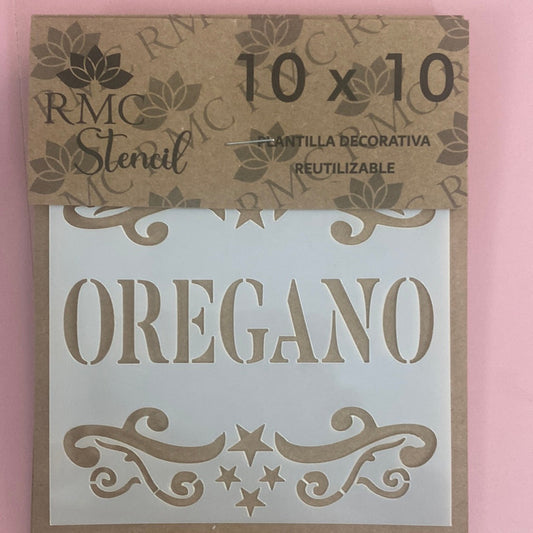 RMC
Stencil
10 x 10
PLANTILLA DECORATIVA
REUTILIZABLE
OREGANO